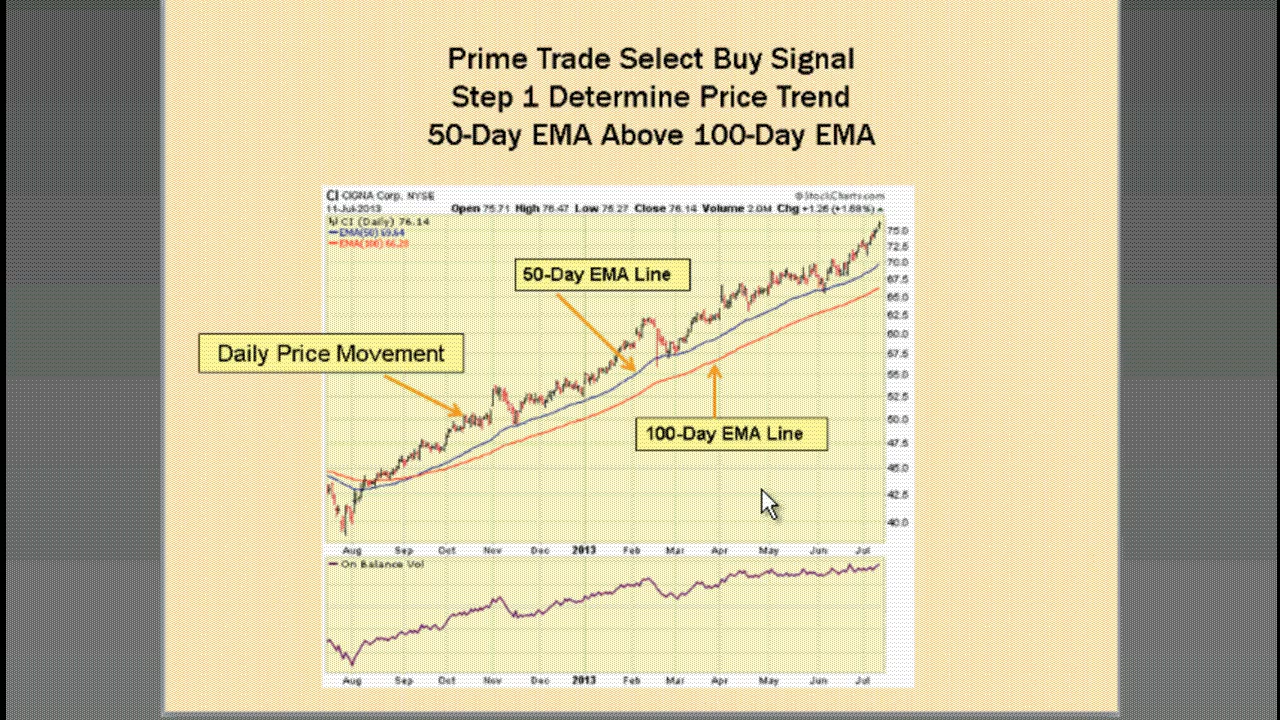 Prime Trade Select Buy Signal
Step 1 Determine Price Trend
50-Day EMA Above 100-Day EMA
CI CIGNA Corp. NYSE
© StockCharts.com
11-Jul-2013
Open 75.71 High 76.47 Low 75.27 Close 76.14 Volume 2.0M Chg +1.26 (+1.68%)
CI (Daily) 76.14
EMA(50) 69.64
EMA(100) 66.28
75.0
72.5
70.0
67.5
65.0
62.5
60.0
57.5
55.0
50.0
47.5
45.0
42.5
40.0
50-Day EMA Line
Daily Price Movement
100-Day EMA Line
Aug Sep Oct Nov Dec 2013 Feb Mar Apr May Jun Jul
On Balance Vol
Aug Sep Oct Nov Dec 2013 Feb Mar Apr May Jun Jul